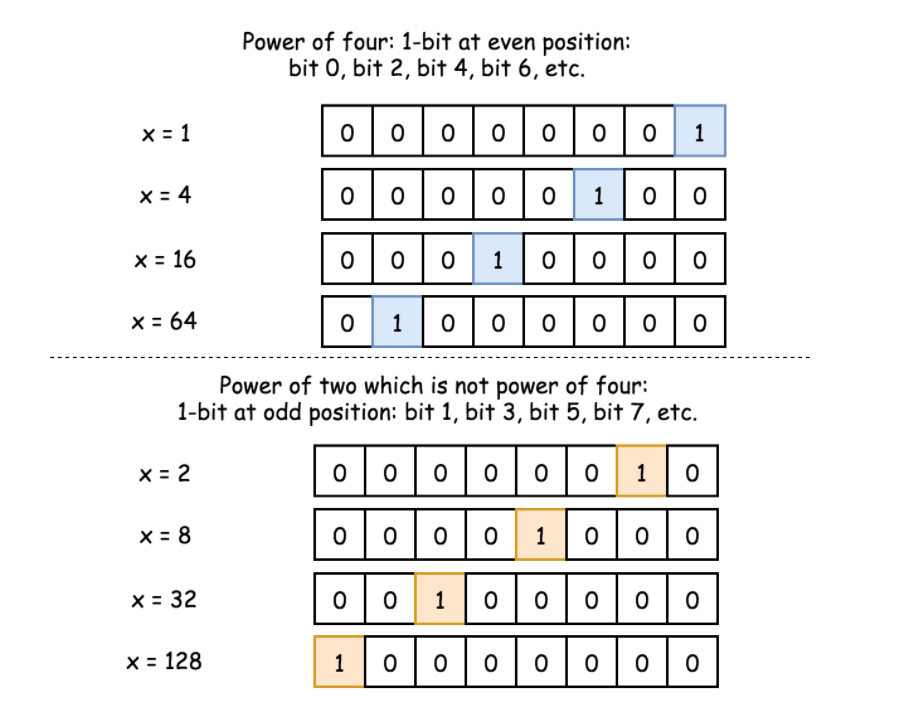 Power of four: 1-bit at even position:
bit 0, bit 2, bit 4, bit 6, etc.
x = 1 0 0 0 0 0 0 0 1
x = 4 0 0 0 0 0 1 0 0
x = 16 0 0 0 1 0 0 0 0
x = 64 0 1 0 0 0 0 0 0
Power of two which is not power of four:
1-bit at odd position: bit 1, bit 3, bit 5, bit 7, etc.
x = 2 0 0 0 0 0 0 1 0
x = 8 0 0 0 0 1 0 0 0
x = 32 0 0 1 0 0 0 0 0
x = 128 1 0 0 0 0 0 0 0